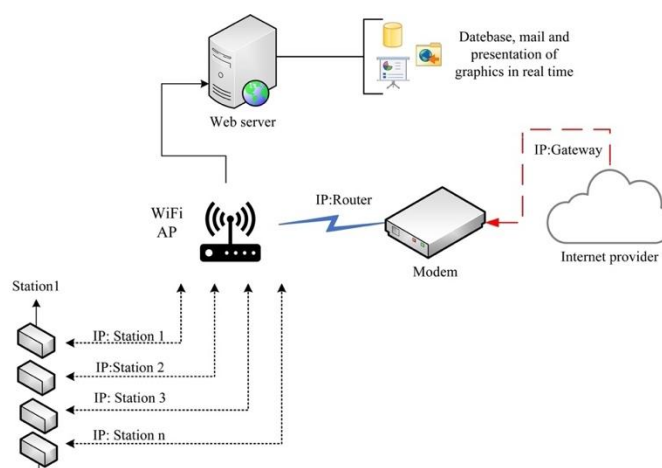 Datebase, mail and
presentation of
graphics in real time
Web server
IP:Gateway
IP:Router
WiFi
AP
Internet provider
Modem
Station1
IP: Station 1
IP:Station 2
IP: Station 3
IP: Station n